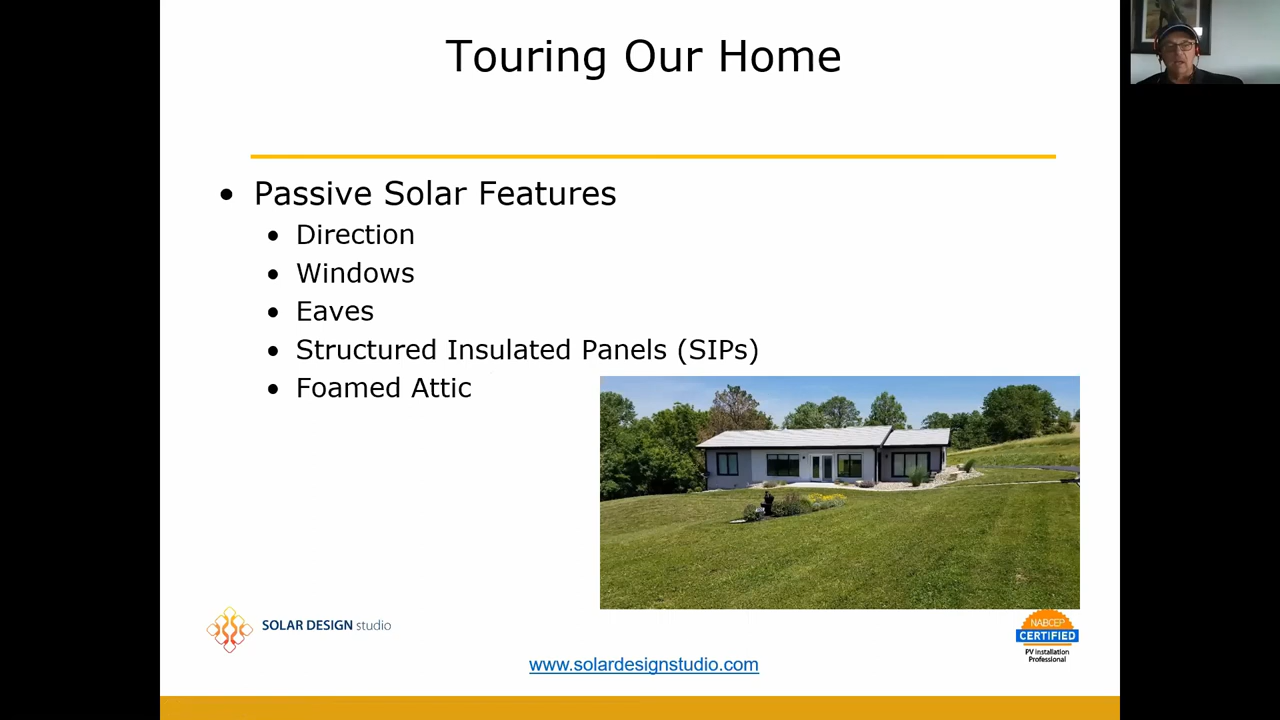 Touring Our Home
Passive Solar Features
Direction
Windows
Eaves
Structured Insulated Panels (SIPs)
Foamed Attic
SOLAR DESIGN studio
NABCEP
CERTIFIED
PV Installation
Professional
www.solardesignstudio.com